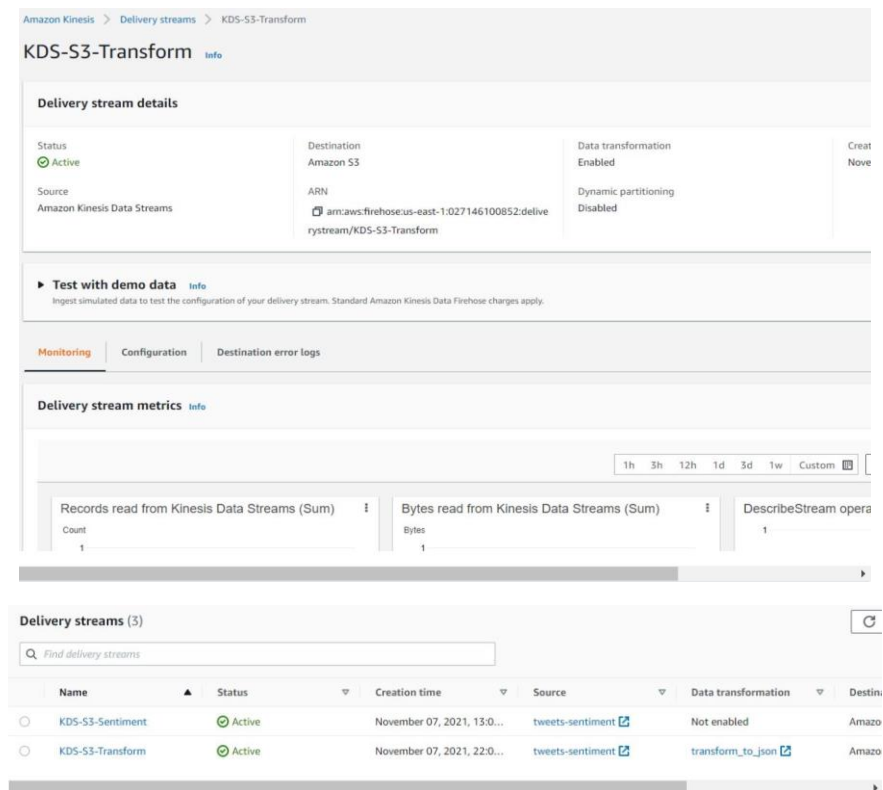 Amazon Kinesis > Delivery streams > KDS-S3-Transform
KDS-S3-Transform Info
Delivery stream details
Status Destination Data transformation Creat
Active Amazon S3 Enabled Nove
Source ARN Dynamic partitioning
Amazon Kinesis Data Streams arn:aws:firehose:us-east-1:027146100852:delive Disabled
rystream/KDS-S3-Transform
Test with demo data Info
Ingest simulated data to test the configuration of your delivery stream. Standard Amazon Kinesis Data Firehose charges apply.
Monitoring Configuration Destination error logs
Delivery stream metrics Info
1h 3h 12h 1d 3d 1w Custom
Records read from Kinesis Data Streams (Sum) Bytes read from Kinesis Data Streams (Sum) DescribeStream opera
Count Bytes 1
1 1
Delivery streams (3)
Find delivery streams
Name Status Creation time Source Data transformation Destina
KDS-S3-Sentiment Active November 07, 2021, 13:0... tweets-sentiment Not enabled Amazo
KDS-S3-Transform Active November 07, 2021, 22:0... tweets-sentiment transform_to_json Amazo